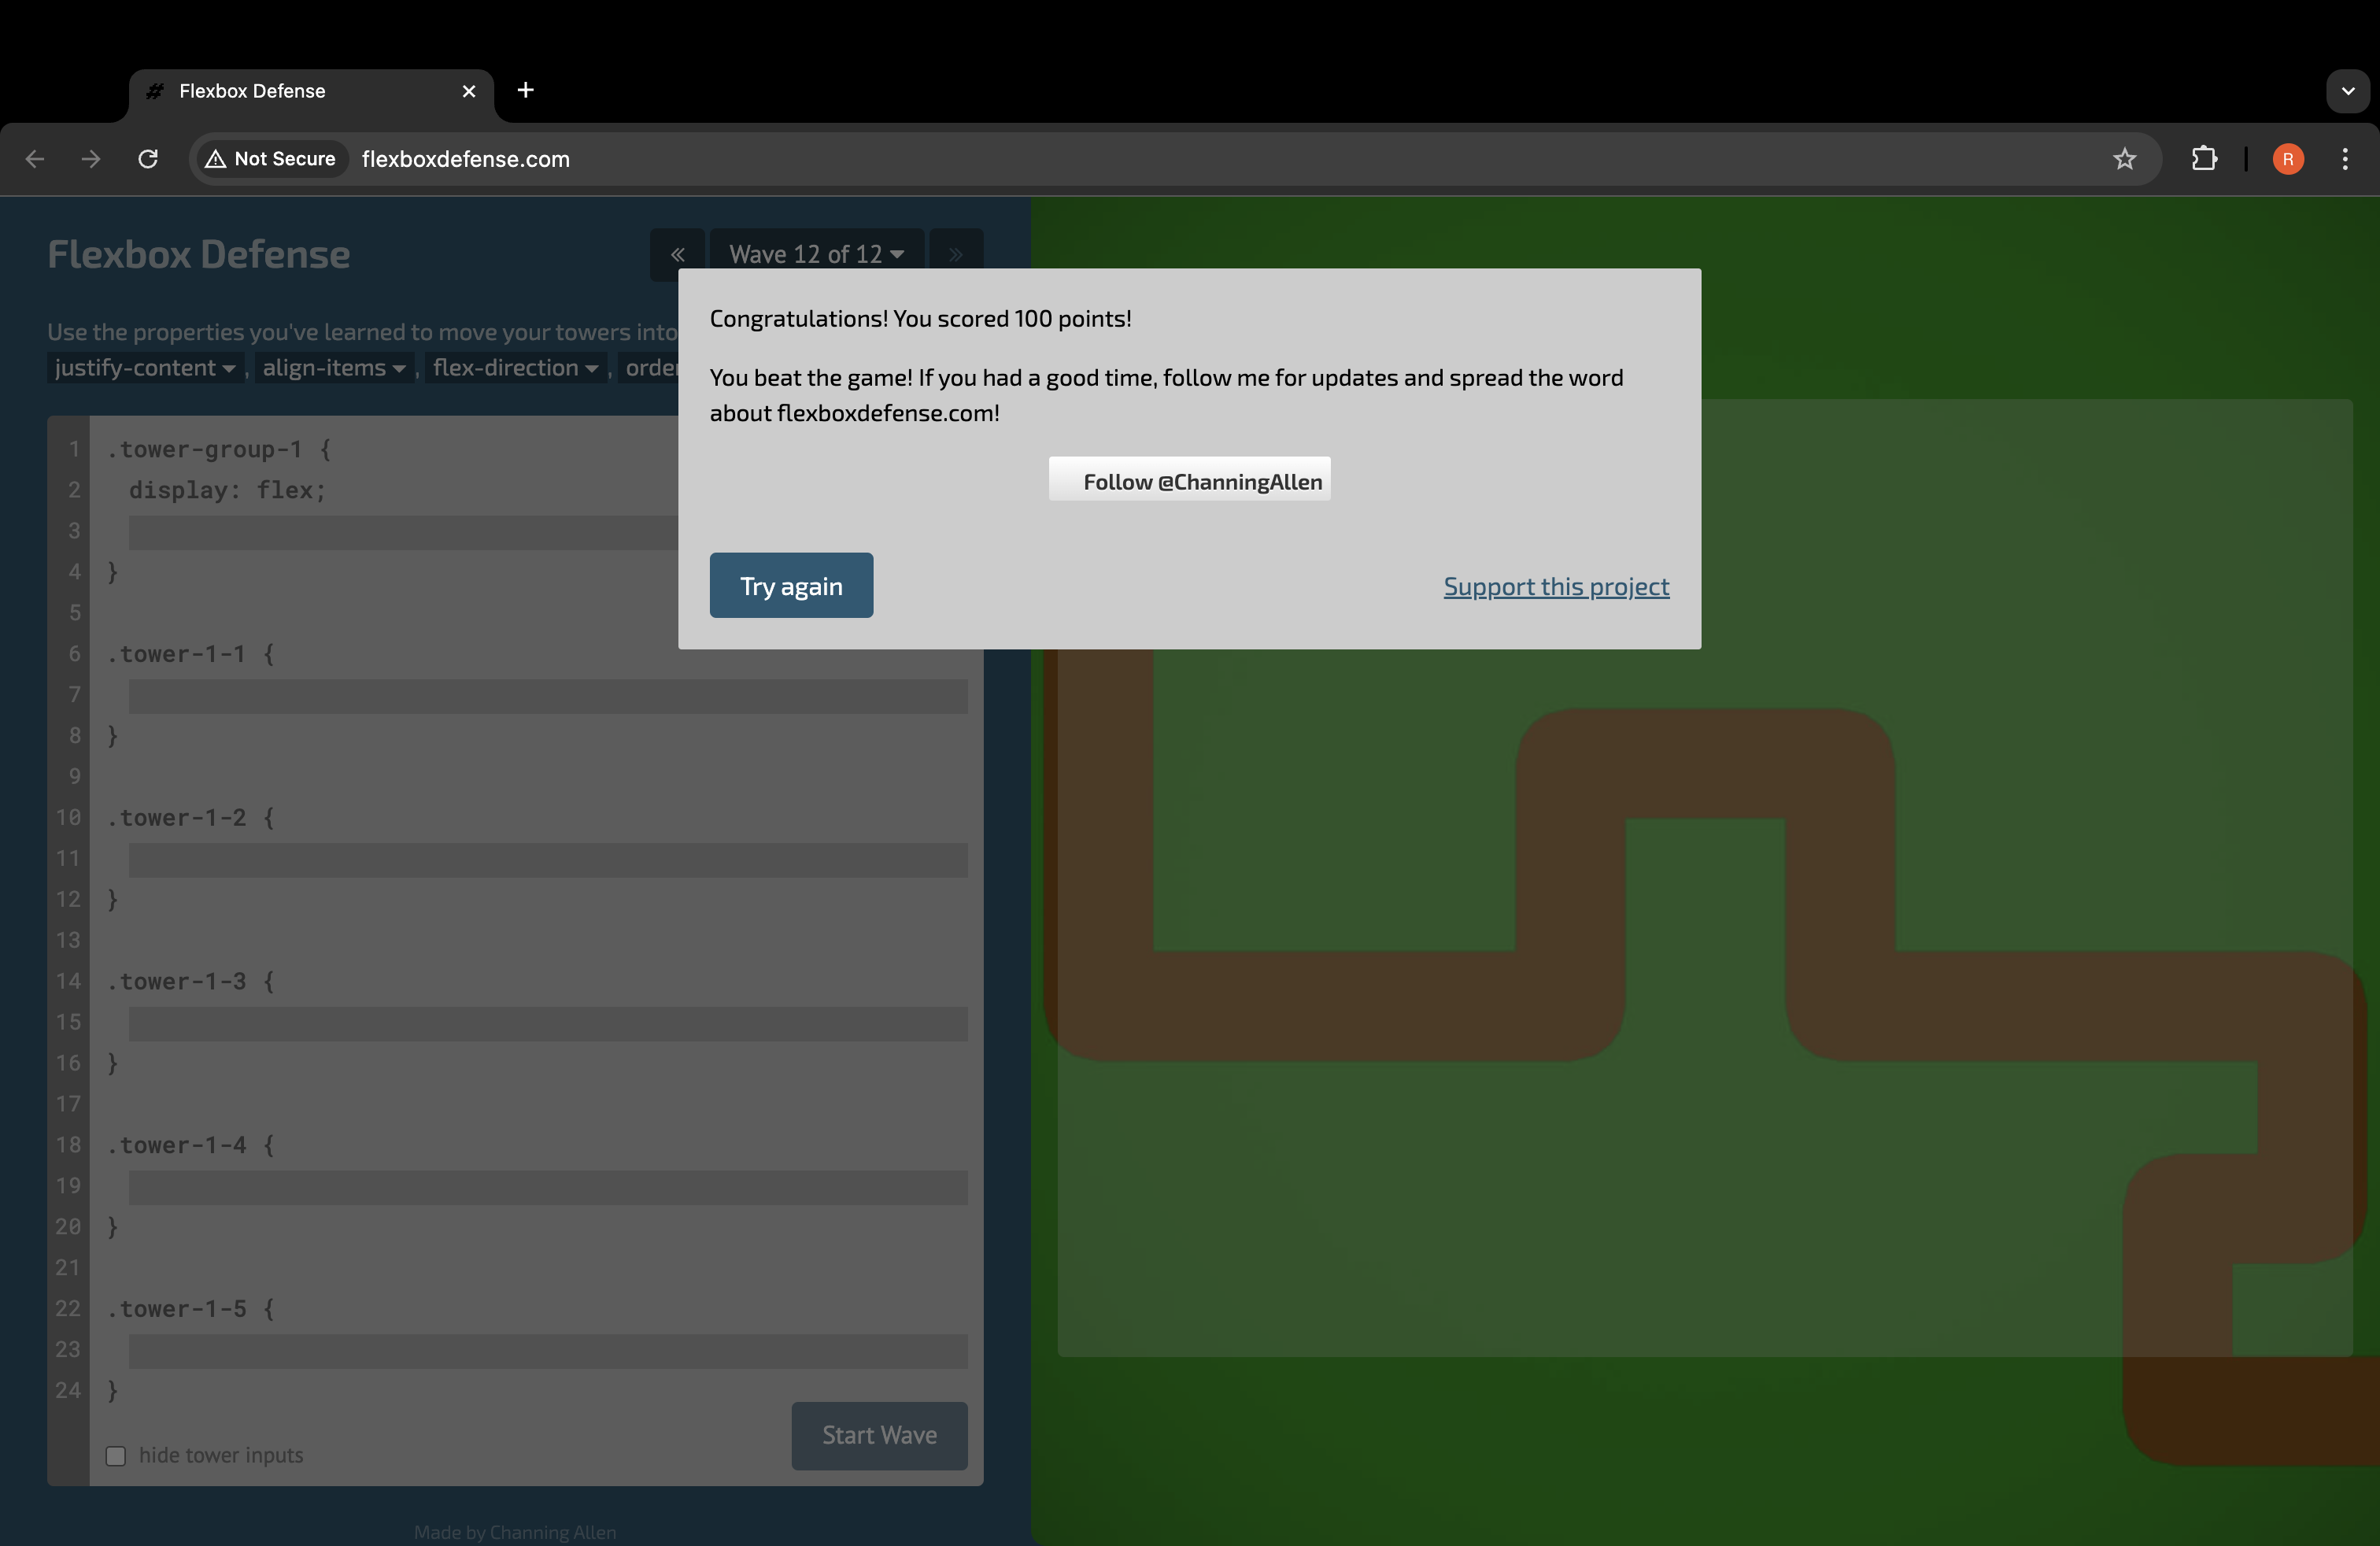 Flexbox Defense
Not Secure flexboxdefense.com R
Flexbox Defense
« Wave 12 of 12 »
Use the properties you've learned to move your towers into
justify-content , align-items , flex-direction , order
Congratulations! You scored 100 points!
You beat the game! If you had a good time, follow me for updates and spread the word
about flexboxdefense.com!
Follow @ChanningAllen
Try again Support this project
1 .tower-group-1 {
2 display: flex;
3
4 }
5
6 .tower-1-1 {
7
8 }
9
10 .tower-1-2 {
11
12 }
13
14 .tower-1-3 {
15
16 }
17
18 .tower-1-4 {
19
20 }
21
22 .tower-1-5 {
23
24 }
hide tower inputs Start Wave
Made by Channing Allen